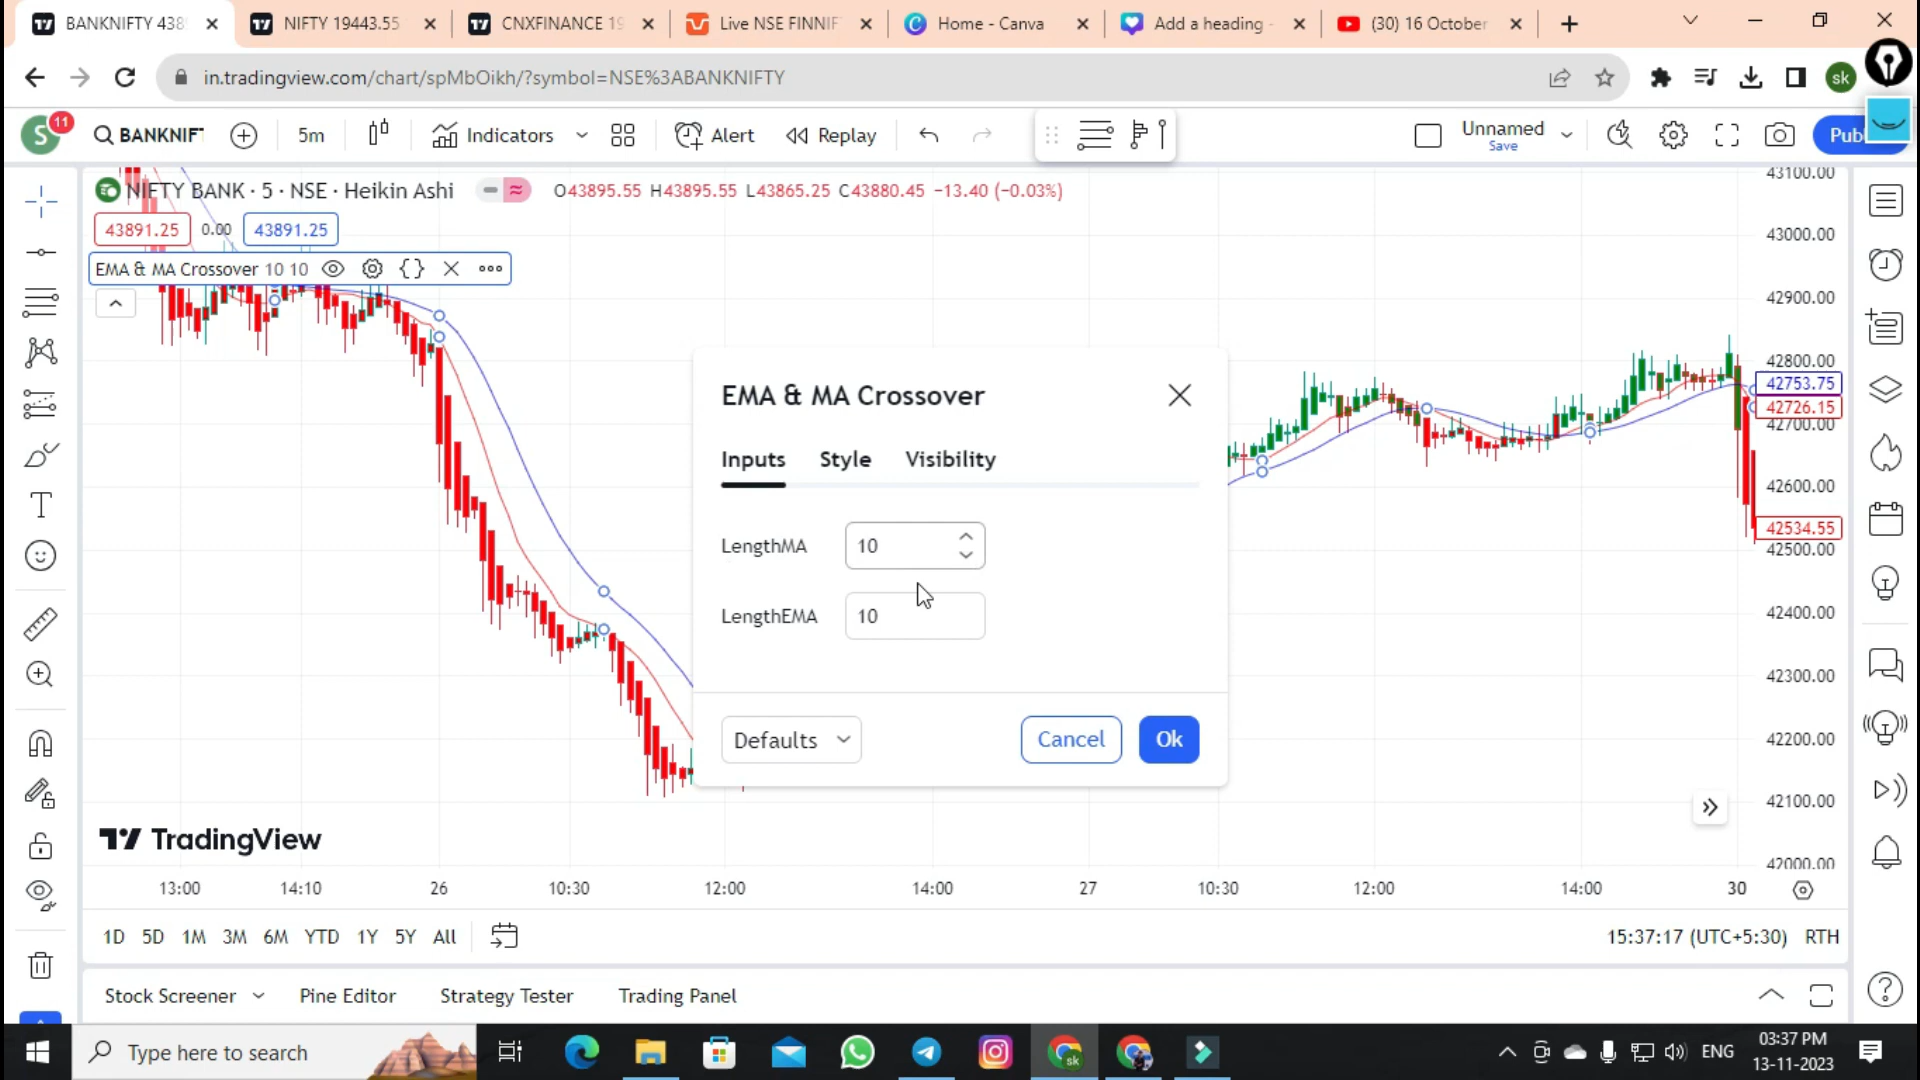 BANKNIFTY 438
NIFTY 19443.55
CNXFINANCE 19
Live NSE FINNIF
Home - Canva
Add a heading -
(30) 16 October
in.tradingview.com/chart/spMbOikh/?symbol=NSE%3ABANKNIFTY
sk
S
11
BANKNIFT
5m
Indicators
Alert
Replay
Unnamed
Save
Publ
NIFTY BANK · 5 · NSE · Heikin Ashi
O43895.55 H43895.55 L43865.25 C43880.45 −13.40 (−0.03%)
43891.25
0.00
43891.25
EMA & MA Crossover 10 10
43100.00
43000.00
42900.00
42800.00
42753.75
42726.15
42700.00
42600.00
42534.55
42500.00
42400.00
42300.00
42200.00
42100.00
42000.00
EMA & MA Crossover
Inputs
Style
Visibility
LengthMA
10
LengthEMA
10
Defaults
Cancel
Ok
TradingView
13:00
14:10
26
10:30
12:00
14:00
27
10:30
12:00
14:00
30
1D
5D
1M
3M
6M
YTD
1Y
5Y
All
15:37:17 (UTC+5:30)
RTH
Stock Screener
Pine Editor
Strategy Tester
Trading Panel
Type here to search
sk
ENG
03:37 PM
13-11-2023